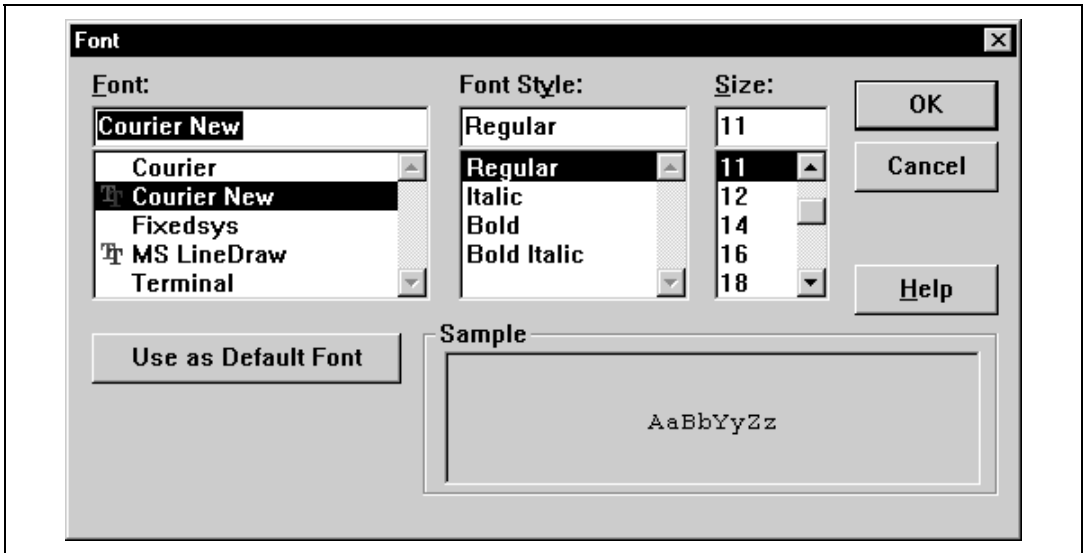 Font
Font:
Courier New
Courier
Courier New
Fixedsys
MS LineDraw
Terminal
Font Style:
Regular
Regular
Italic
Bold
Bold Italic
Size:
11
11
12
14
16
18
OK
Cancel
Help
Use as Default Font
Sample
AaBbYyZz